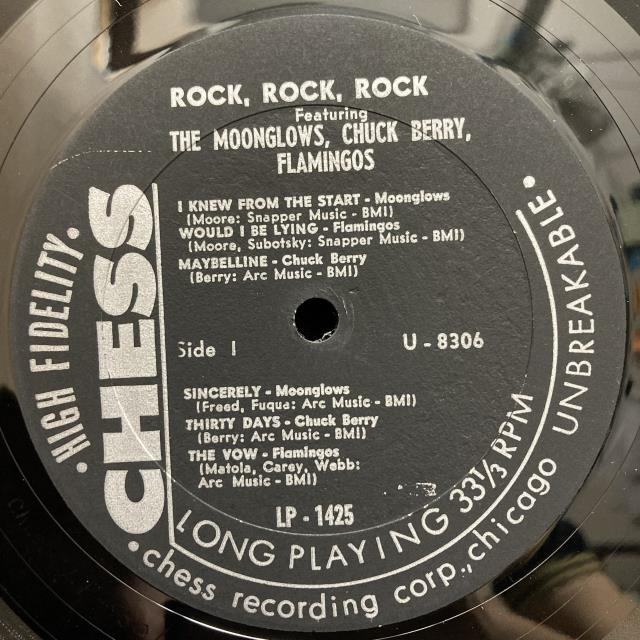 ROCK, ROCK, ROCK
Featuring
THE MOONGLOWS, CHUCK BERRY,
FLAMINGOS
I KNEW FROM THE START - Moonglows
(Moore: Snapper Music - BMI)
WOULD I BE LYING - Flamingos
(Moore, Subotsky: Snapper Music - BMI)
MAYBELLINE - Chuck Berry
(Berry: Arc Music - BMI)
Side 1
U - 8306
SINCERELY - Moonglows
(Freed, Fuqua: Arc Music - BMI)
THIRTY DAYS - Chuck Berry
(Berry: Arc Music - BMI)
THE VOW - Flamingos
(Matola, Carey, Webb:
Arc Music - BMI)
LP - 1425
• HIGH FIDELITY •
CHESS
LONG PLAYING 33⅓ RPM
UNBREAKABLE •
• chess recording corp., chicago